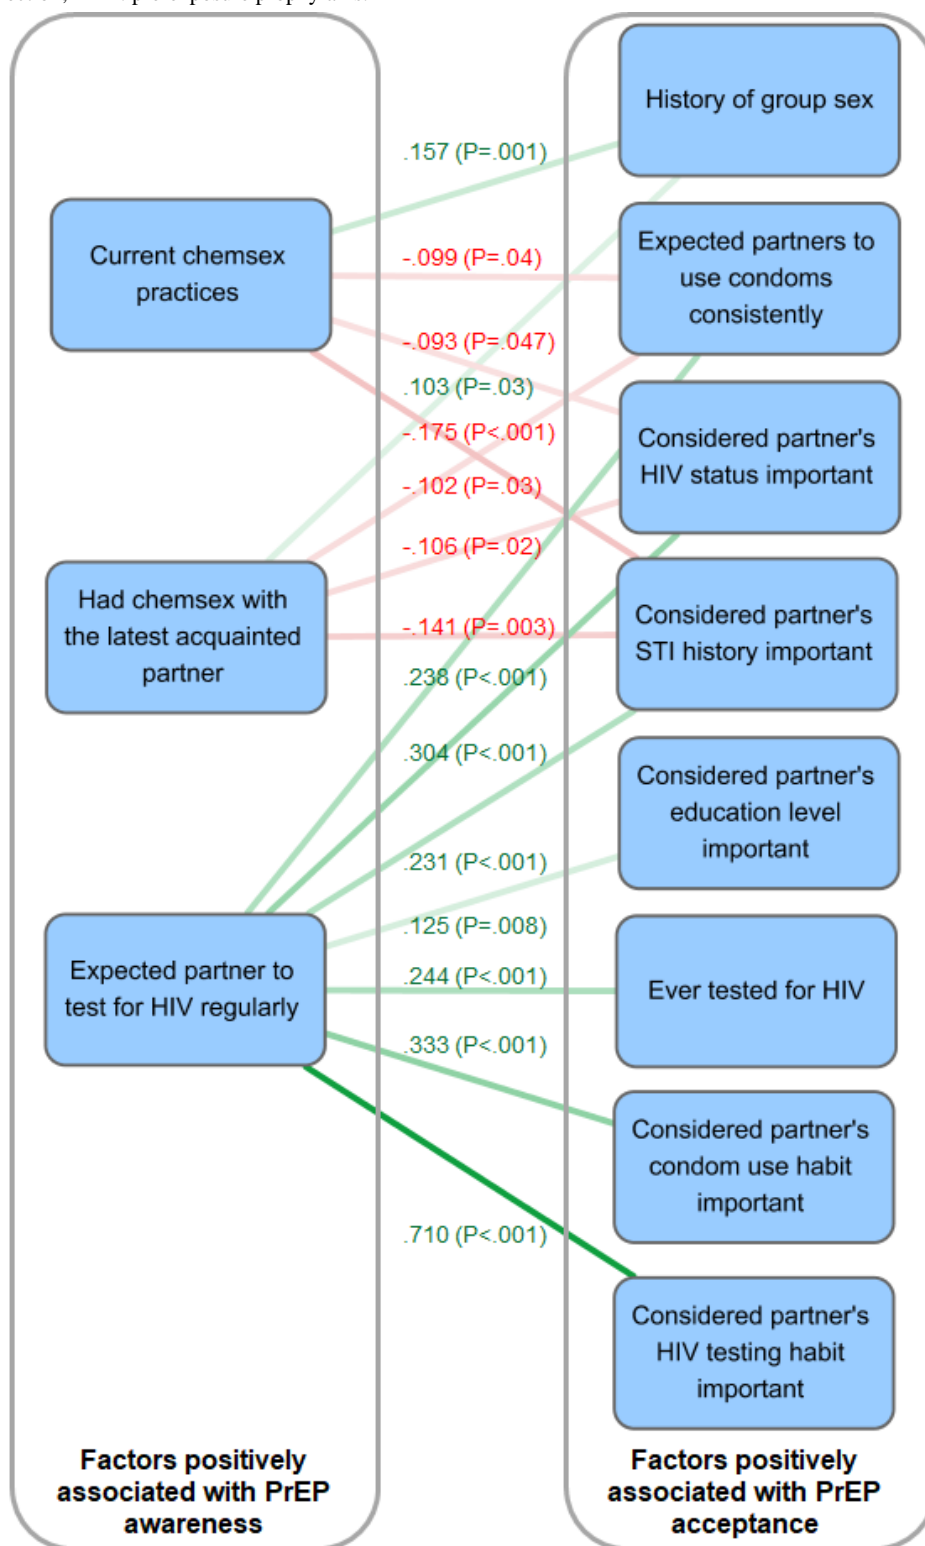 History of group sex
.157 (P=.001)
Current chemsex
practices
Expected partners to
use condoms
consistently
-.099 (P=.04)
-.093 (P=.047)
.103 (P=.03)
-.175 (P<.001)
Considered partner's
HIV status important
-.102 (P=.03)
-.106 (P=.02)
Had chemsex with
the latest acquainted
partner
Considered partner's
STI history important
-.141 (P=.003)
.238 (P<.001)
.304 (P<.001)
Considered partner's
education level
important
.231 (P<.001)
.125 (P=.008)
Expected partner to
test for HIV regularly
.244 (P<.001)
Ever tested for HIV
.333 (P<.001)
Considered partner's
condom use habit
important
.710 (P<.001)
Considered partner's
HIV testing habit
important
Factors positively
associated with PrEP
awareness
Factors positively
associated with PrEP
acceptance